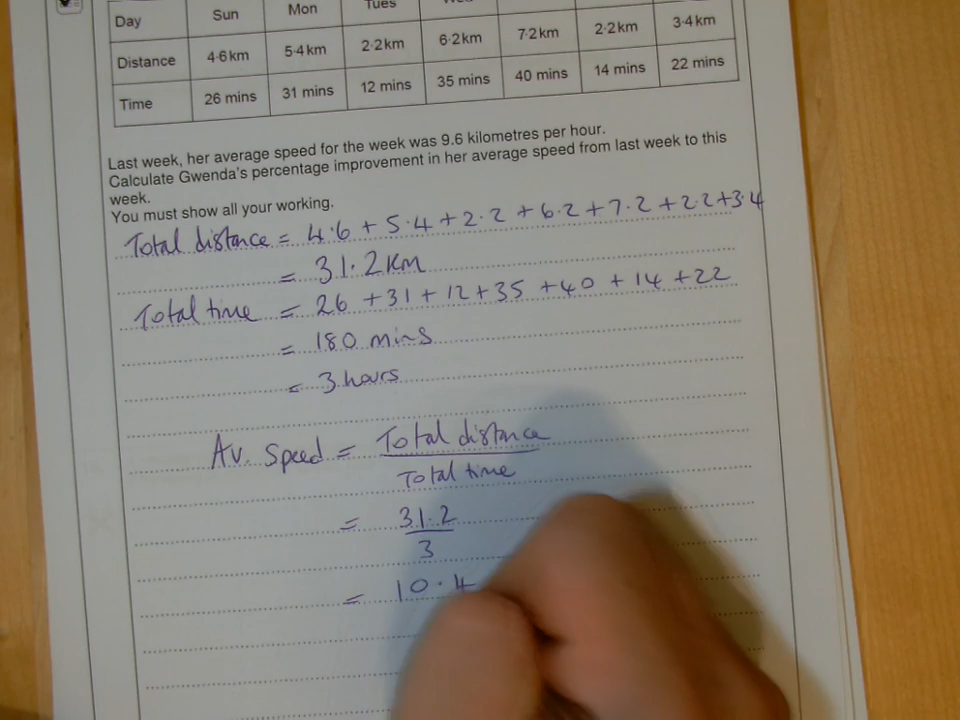 Day Sun Mon Tues
Distance 4·6 km 5·4 km 2·2 km 6·2 km 7·2 km 2·2 km 3·4 km
Time 26 mins 31 mins 12 mins 35 mins 40 mins 14 mins 22 mins
Last week, her average speed for the week was 9.6 kilometres per hour.
Calculate Gwenda's percentage improvement in her average speed from last week to this
week.
You must show all your working.
Total distance = 4.6 + 5.4 + 2.2 + 6.2 + 7.2 + 2.2 + 3.4
= 31.2 km
Total time = 26 + 31 + 12 + 35 + 40 + 14 + 22
= 180 mins
= 3 hours
Av. Speed = Total distance
Total time
= 31.2
3
= 10.4